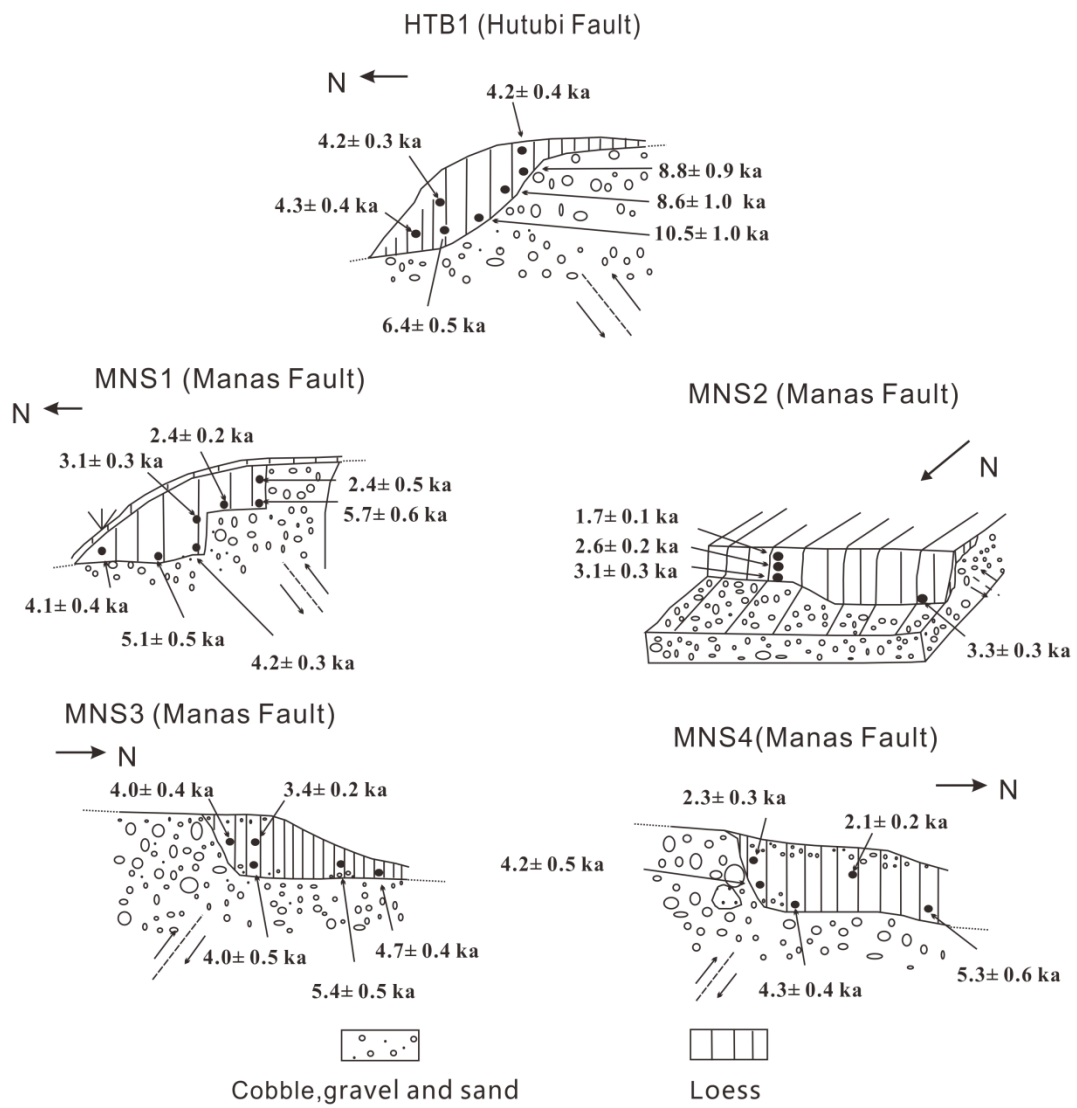 HTB1 (Hutubi Fault)
N
4.2± 0.4 ka
4.2± 0.3 ka
8.8± 0.9 ka
4.3± 0.4 ka
8.6± 1.0 ka
10.5± 1.0 ka
6.4± 0.5 ka
MNS1 (Manas Fault)
N
2.4± 0.2 ka
3.1± 0.3 ka
2.4± 0.5 ka
5.7± 0.6 ka
4.1± 0.4 ka
5.1± 0.5 ka
4.2± 0.3 ka
MNS2 (Manas Fault)
N
1.7± 0.1 ka
2.6± 0.2 ka
3.1± 0.3 ka
3.3± 0.3 ka
MNS3 (Manas Fault)
N
4.0± 0.4 ka
3.4± 0.2 ka
4.0± 0.5 ka
4.7± 0.4 ka
5.4± 0.5 ka
MNS4(Manas Fault)
N
2.3± 0.3 ka
2.1± 0.2 ka
4.2± 0.5 ka
5.3± 0.6 ka
4.3± 0.4 ka
Cobble,gravel and sand
Loess